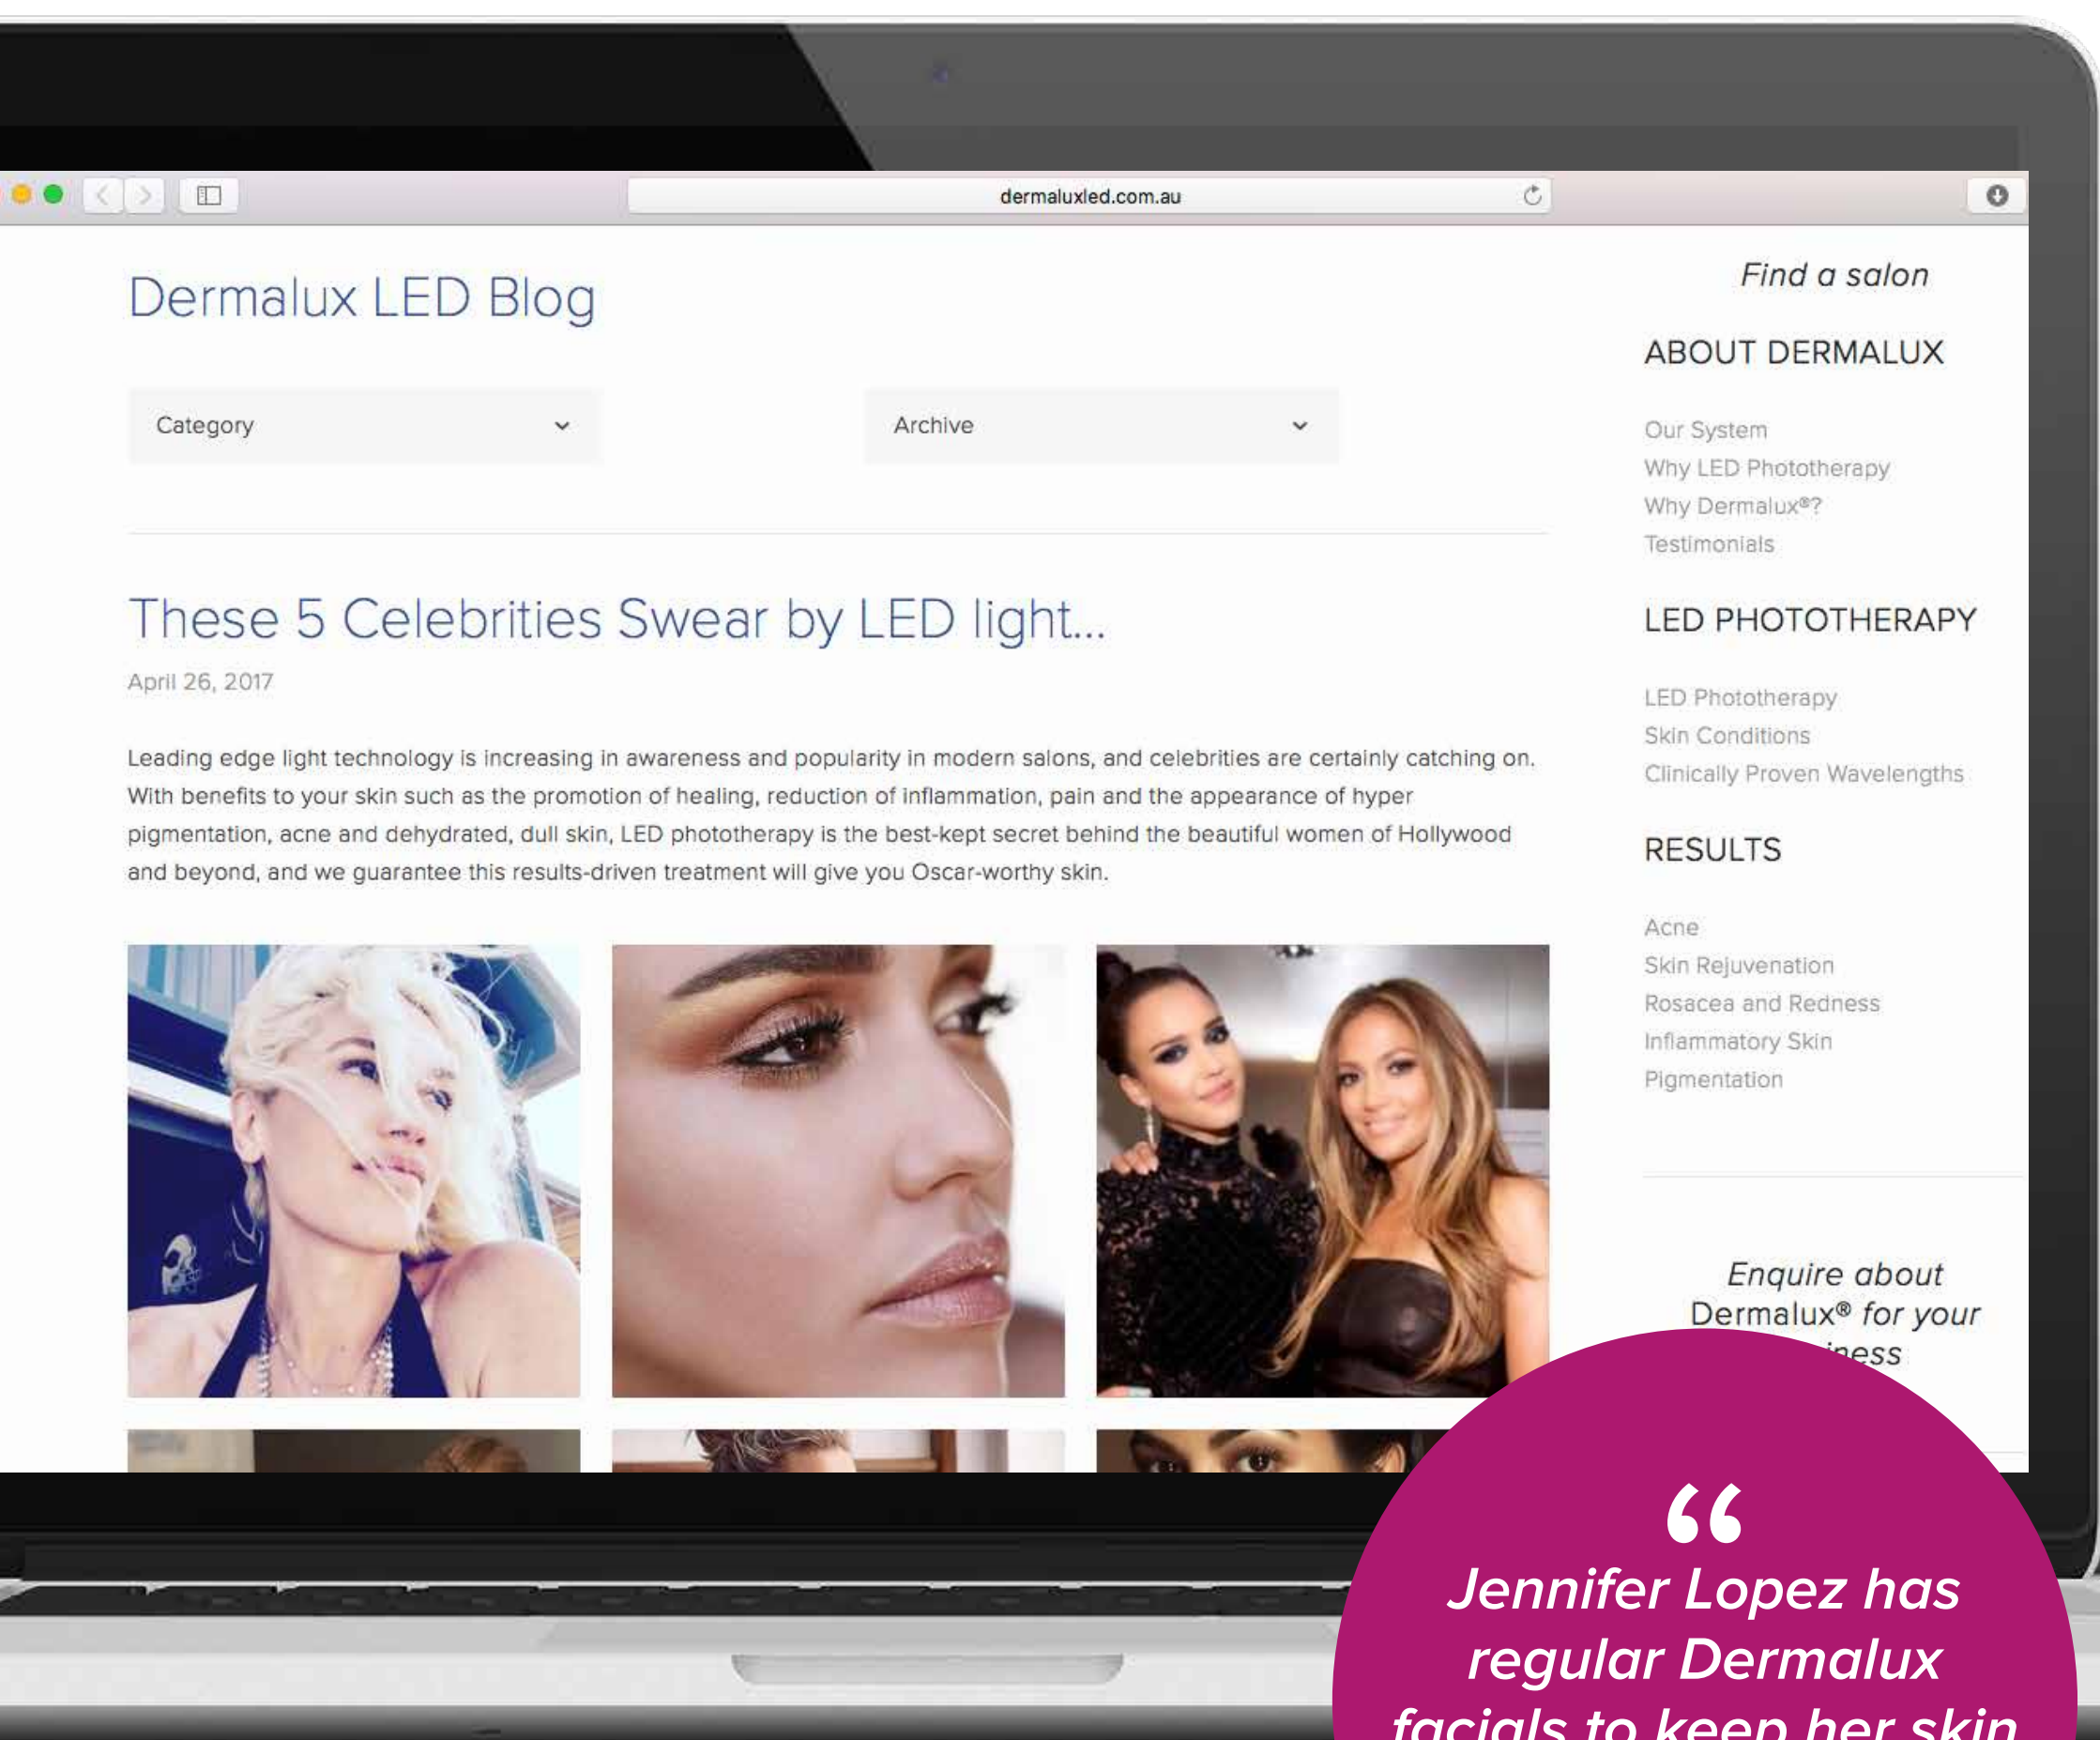 dermaluxled.com.au
Dermalux LED Blog
Category
Archive
These 5 Celebrities Swear by LED light...
April 26, 2017
Leading edge light technology is increasing in awareness and popularity in modern salons, and celebrities are certainly catching on.
With benefits to your skin such as the promotion of healing, reduction of inflammation, pain and the appearance of hyper
pigmentation, acne and dehydrated, dull skin, LED phototherapy is the best-kept secret behind the beautiful women of Hollywood
and beyond, and we guarantee this results-driven treatment will give you Oscar-worthy skin.
Find a salon
ABOUT DERMALUX
Our System
Why LED Phototherapy
Why Dermalux®?
Testimonials
LED PHOTOTHERAPY
LED Phototherapy
Skin Conditions
Clinically Proven Wavelengths
RESULTS
Acne
Skin Rejuvenation
Rosacea and Redness
Inflammatory Skin
Pigmentation
Enquire about
Dermalux® for your
“
Jennifer Lopez has
regular Dermalux
facials to keep her skin